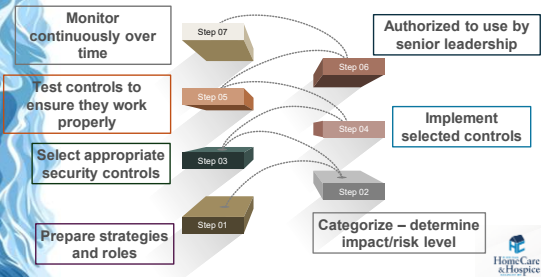 Monitor
continuously over
time
Step 07
Authorized to use by
senior leadership
Step 06
Test controls to
ensure they work
properly
Step 05
Implement
selected controls
Step 04
Select appropriate
security controls
Step 03
Step 02
Categorize – determine
impact/risk level
Step 01
Prepare strategies
and roles
HomeCare
& Hospice